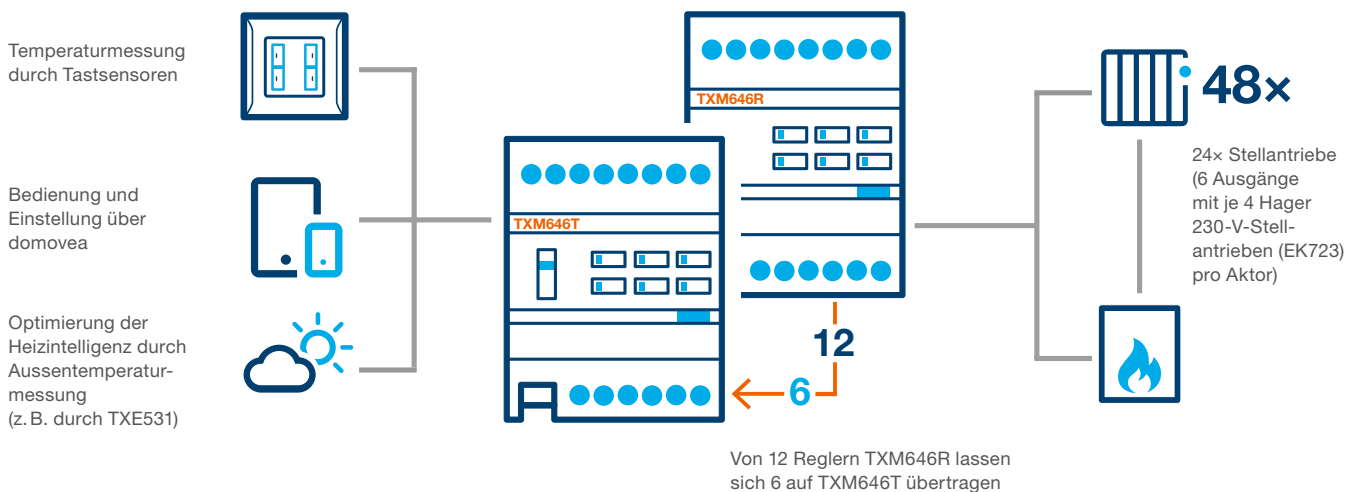 Temperaturmessung
durch Tastsensoren
Bedienung und
Einstellung über
domovea
Optimierung der
Heizintelligenz durch
Aussentemperatur-
messung
(z. B. durch TXE531)
TXM646T
TXM646R
12
6
Von 12 Reglern TXM646R lassen
sich 6 auf TXM646T übertragen
48×
24× Stellantriebe
(6 Ausgänge
mit je 4 Hager
230-V-Stell-
antrieben (EK723)
pro Aktor)